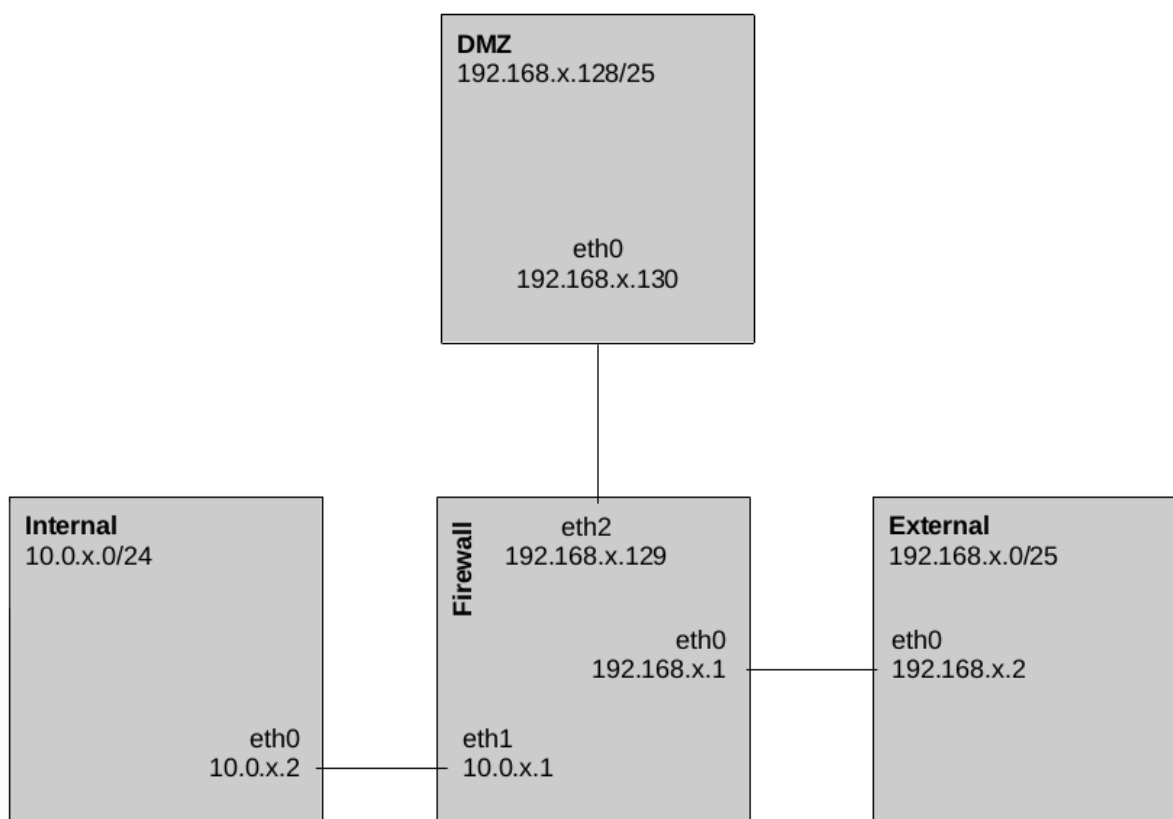 DMZ
192.168.x.128/25
eth0
192.168.x.130
Internal
10.0.x.0/24
eth0
10.0.x.2
Firewall
eth2
192.168.x.129
eth0
192.168.x.1
eth1
10.0.x.1
External
192.168.x.0/25
eth0
192.168.x.2